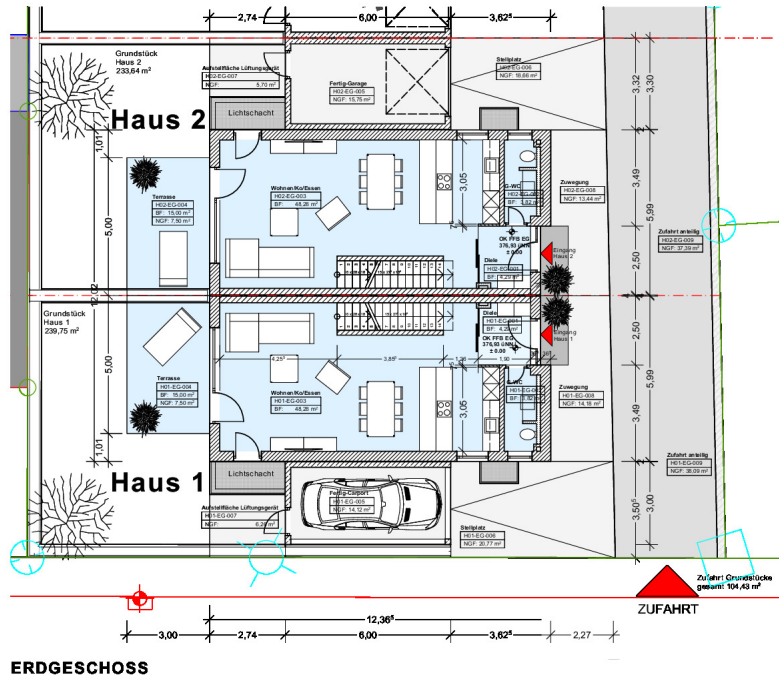 2,74
6,00
3,62⁵
Grundstück
Haus 2
233,64 m²
Aufstellfläche Lüftungsgerät
H02-EG-007
NGF: 5,70 m²
Fertig-Garage
H02-EG-005
NGF: 15,75 m²
Stellplatz
H02-EG-006
NGF: 18,66 m²
3,32
3,30
Haus 2
Lichtschacht
1,01
Terrasse
H02-EG-004
BF: 15,00 m²
NGF: 7,50 m²
5,00
Wohnen/Ko/Essen
H02-EG-003
BF: 48,28 m²
3,05
G-WC
OK FFB EG
376,93 üNN
± 0.00
Diele
H02-EG-001
BF: 4,29 m²
Eingang
Haus 2
Zuwegung
H02-EG-008
NGF: 13,44 m²
3,49
5,99
2,50
Zufahrt anteilig
H02-EG-009
NGF: 37,39 m²
12,02
Grundstück
Haus 1
239,75 m²
Diele
H01-EG-001
BF: 4,29 m²
OK FFB EG
376,93 üNN
± 0.00
Eingang
Haus 1
2,50
5,00
4,25⁵
3,85⁵
1,90
Terrasse
H01-EG-004
BF: 15,00 m²
NGF: 7,50 m²
Wohnen/Ko/Essen
H01-EG-003
BF: 48,28 m²
3,05
Zuwegung
H01-EG-008
NGF: 14,18 m²
5,99
3,49
1,01
Haus 1
Lichtschacht
Zufahrt anteilig
H01-EG-009
NGF: 38,09 m²
Aufstellfläche Lüftungsgerät
H01-EG-007
NGF: 6,20 m²
Fertig-Carport
H01-EG-005
NGF: 14,12 m²
Stellplatz
H01-EG-006
NGF: 20,77 m²
3,50⁵
3,00
Zufahrt Grundstücke
gesamt 104,43 m²
ZUFAHRT
12,36⁵
3,00
2,74
6,00
3,62⁵
2,27
ERDGESCHOSS